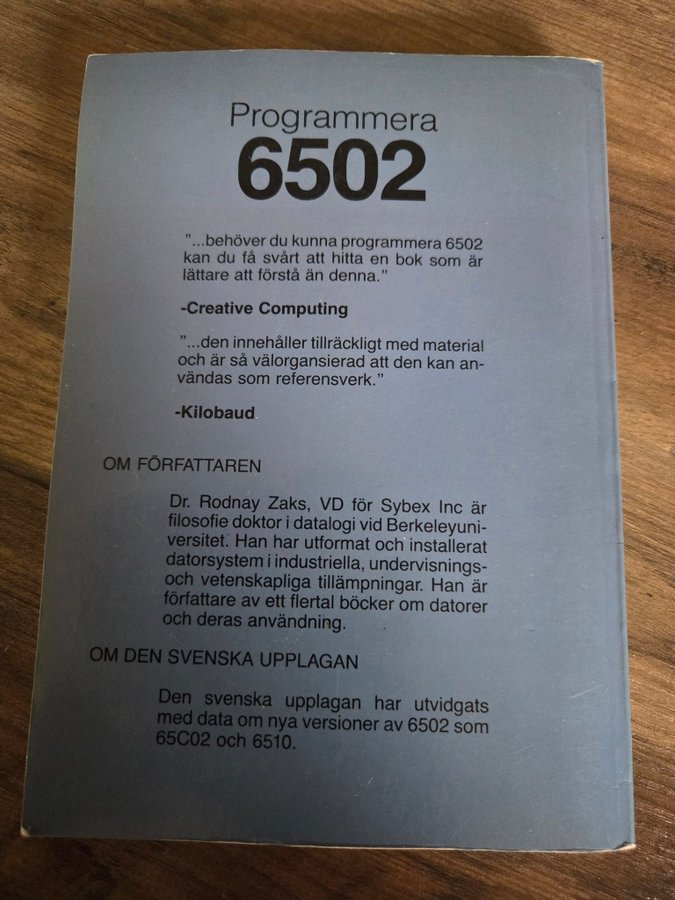 Programmera
6502
"...behöver du kunna programmera 6502
kan du få svårt att hitta en bok som är
lättare att förstå än denna."
-Creative Computing
"...den innehåller tillräckligt med material
och är så välorgansierad att den kan an-
vändas som referensverk."
-Kilobaud
OM FÖRFATTAREN
Dr. Rodnay Zaks, VD för Sybex Inc är
filosofie doktor i datalogi vid Berkeleyuni-
versitet. Han har utformat och installerat
datorsystem i industriella, undervisnings-
och vetenskapliga tillämpningar. Han är
författare av ett flertal böcker om datorer
och deras användning.
OM DEN SVENSKA UPPLAGAN
Den svenska upplagan har utvidgats
med data om nya versioner av 6502 som
65C02 och 6510.